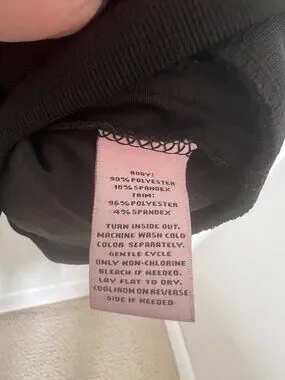 BODY:
90% POLYESTER
10% SPANDEX
TRIM:
96% POLYESTER
4% SPANDEX
TURN INSIDE OUT.
MACHINE WASH COLD
COLOR SEPARATELY.
GENTLE CYCLE
ONLY NON-CHLORINE
BLEACH IF NEEDED.
LAY FLAT TO DRY.
COOL IRON ON REVERSE
SIDE IF NEEDED